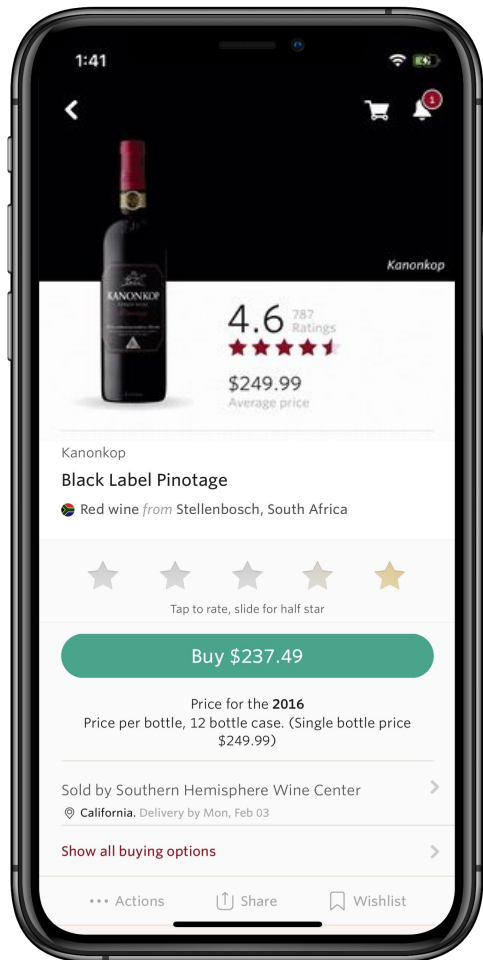 1:41
1
Kanonkop
KANONKOP
4.6
787
Ratings
$249.99
Average price
Kanonkop
Black Label Pinotage
Red wine from Stellenbosch, South Africa
Tap to rate, slide for half star
Buy $237.49
Price for the 2016
Price per bottle, 12 bottle case. (Single bottle price
$249.99)
Sold by Southern Hemisphere Wine Center
California. Delivery by Mon, Feb 03
Show all buying options
Actions
Share
Wishlist